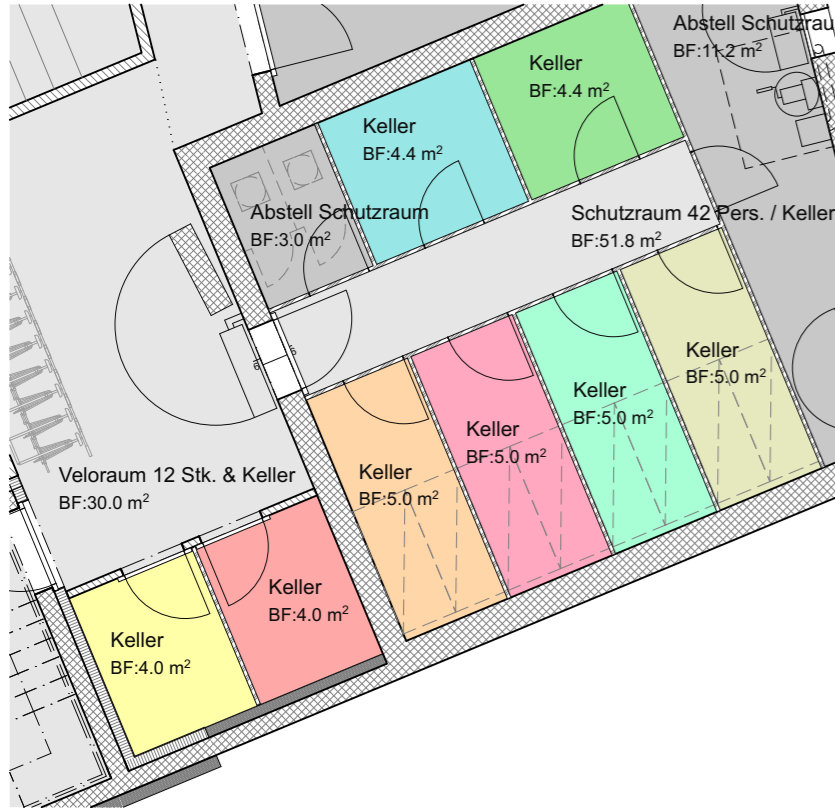 Abstell Schutzrau
BF:11.2 m²
Keller
BF:4.4 m²
Keller
BF:4.4 m²
Abstell Schutzraum
BF:3.0 m²
Schutzraum 42 Pers. / Keller
BF:51.8 m²
Keller
BF:5.0 m²
Keller
BF:5.0 m²
Keller
BF:5.0 m²
Keller
BF:5.0 m²
Veloraum 12 Stk. & Keller
BF:30.0 m²
Keller
BF:4.0 m²
Keller
BF:4.0 m²